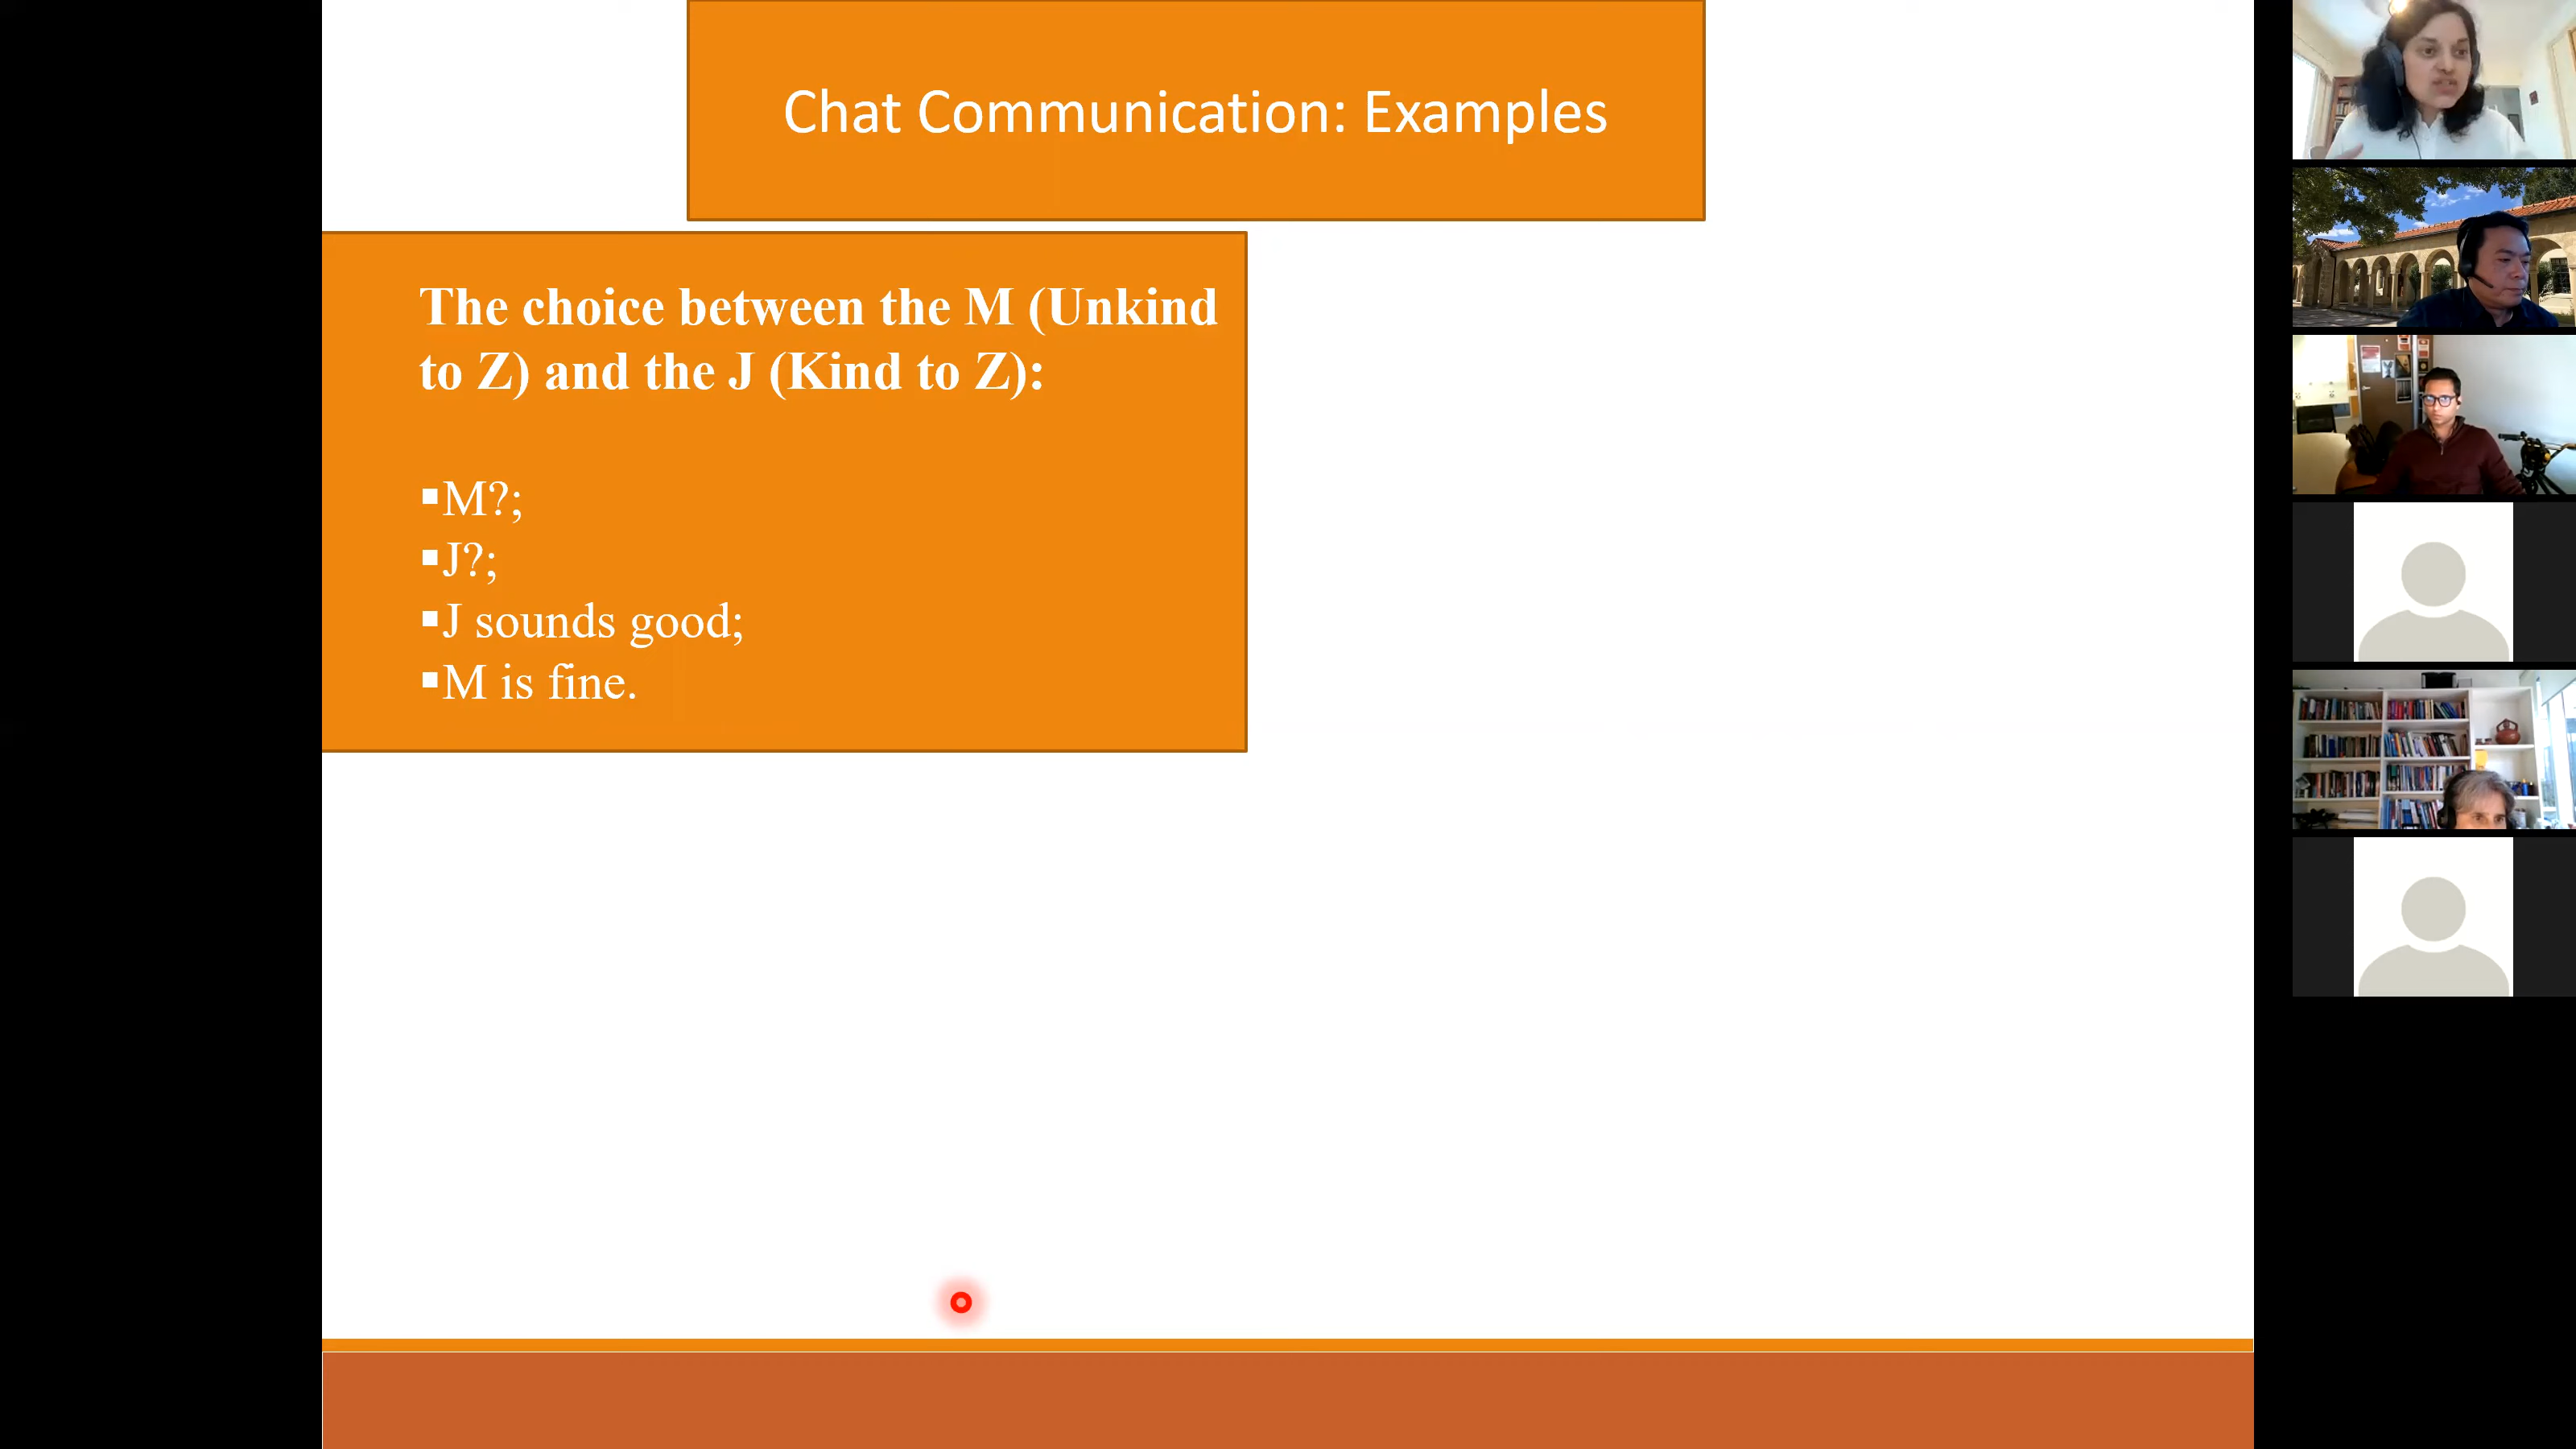 Chat Communication: Examples
The choice between the M (Unkind
to Z) and the J (Kind to Z):
▪M?;
▪J?;
▪J sounds good;
▪M is fine.